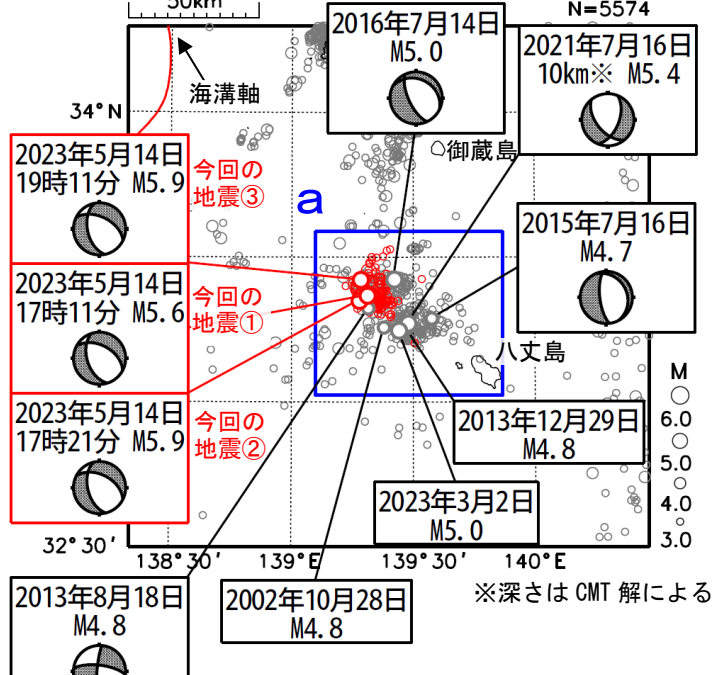 50km
N=5574
2016年7月14日
M5.0
2021年7月16日
10km※ M5.4
海溝軸
34°N
御蔵島
2023年5月14日
19時11分 M5.9
今回の
地震③
a
2015年7月16日
M4.7
2023年5月14日
17時11分 M5.6
今回の
地震①
八丈島
2023年5月14日
17時21分 M5.9
今回の
地震②
2013年12月29日
M4.8
M
6.0
5.0
4.0
3.0
2023年3月2日
M5.0
32°30′
138°30′
139°E
139°30′
140°E
2013年8月18日
M4.8
2002年10月28日
M4.8
※深さは CMT 解による